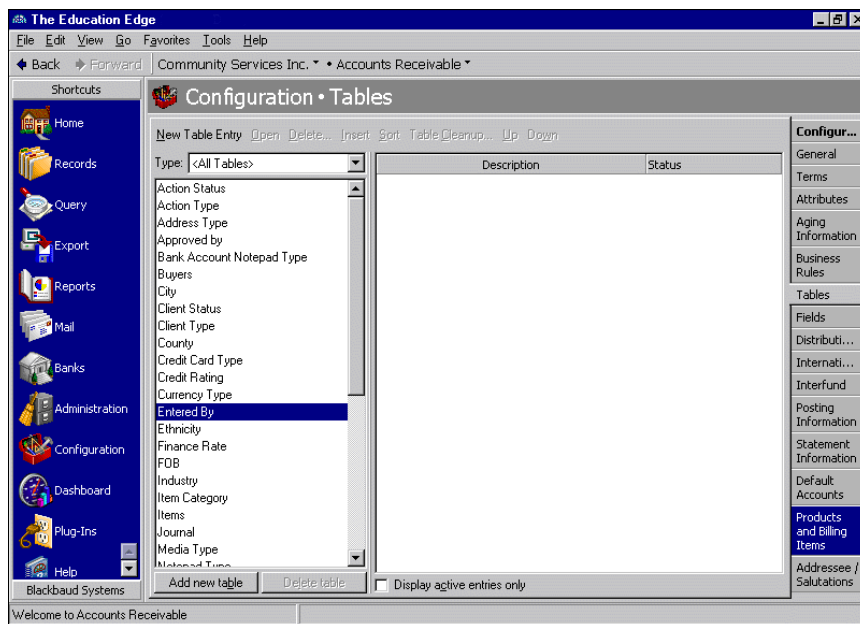 The Education Edge
File Edit View Go Favorites Tools Help
Back Forward Community Services Inc. • Accounts Receivable
Shortcuts
Home
Records
Query
Export
Reports
Mail
Banks
Administration
Configuration
Dashboard
Plug-Ins
Help
Blackbaud Systems
Configuration • Tables
New Table Entry Open Delete... Insert Sort Table Cleanup... Up Down
Type: <All Tables>
Action Status
Action Type
Address Type
Approved by
Bank Account Notepad Type
Buyers
City
Client Status
Client Type
County
Credit Card Type
Credit Rating
Currency Type
Entered By
Ethnicity
Finance Rate
FOB
Industry
Item Category
Items
Journal
Media Type
Notepad Type
Add new table Delete table
Description Status
Display active entries only
Configur...
General
Terms
Attributes
Aging
Information
Business
Rules
Tables
Fields
Distributi...
Internati...
Interfund
Posting
Information
Statement
Information
Default
Accounts
Products
and Billing
Items
Addressee /
Salutations
Welcome to Accounts Receivable